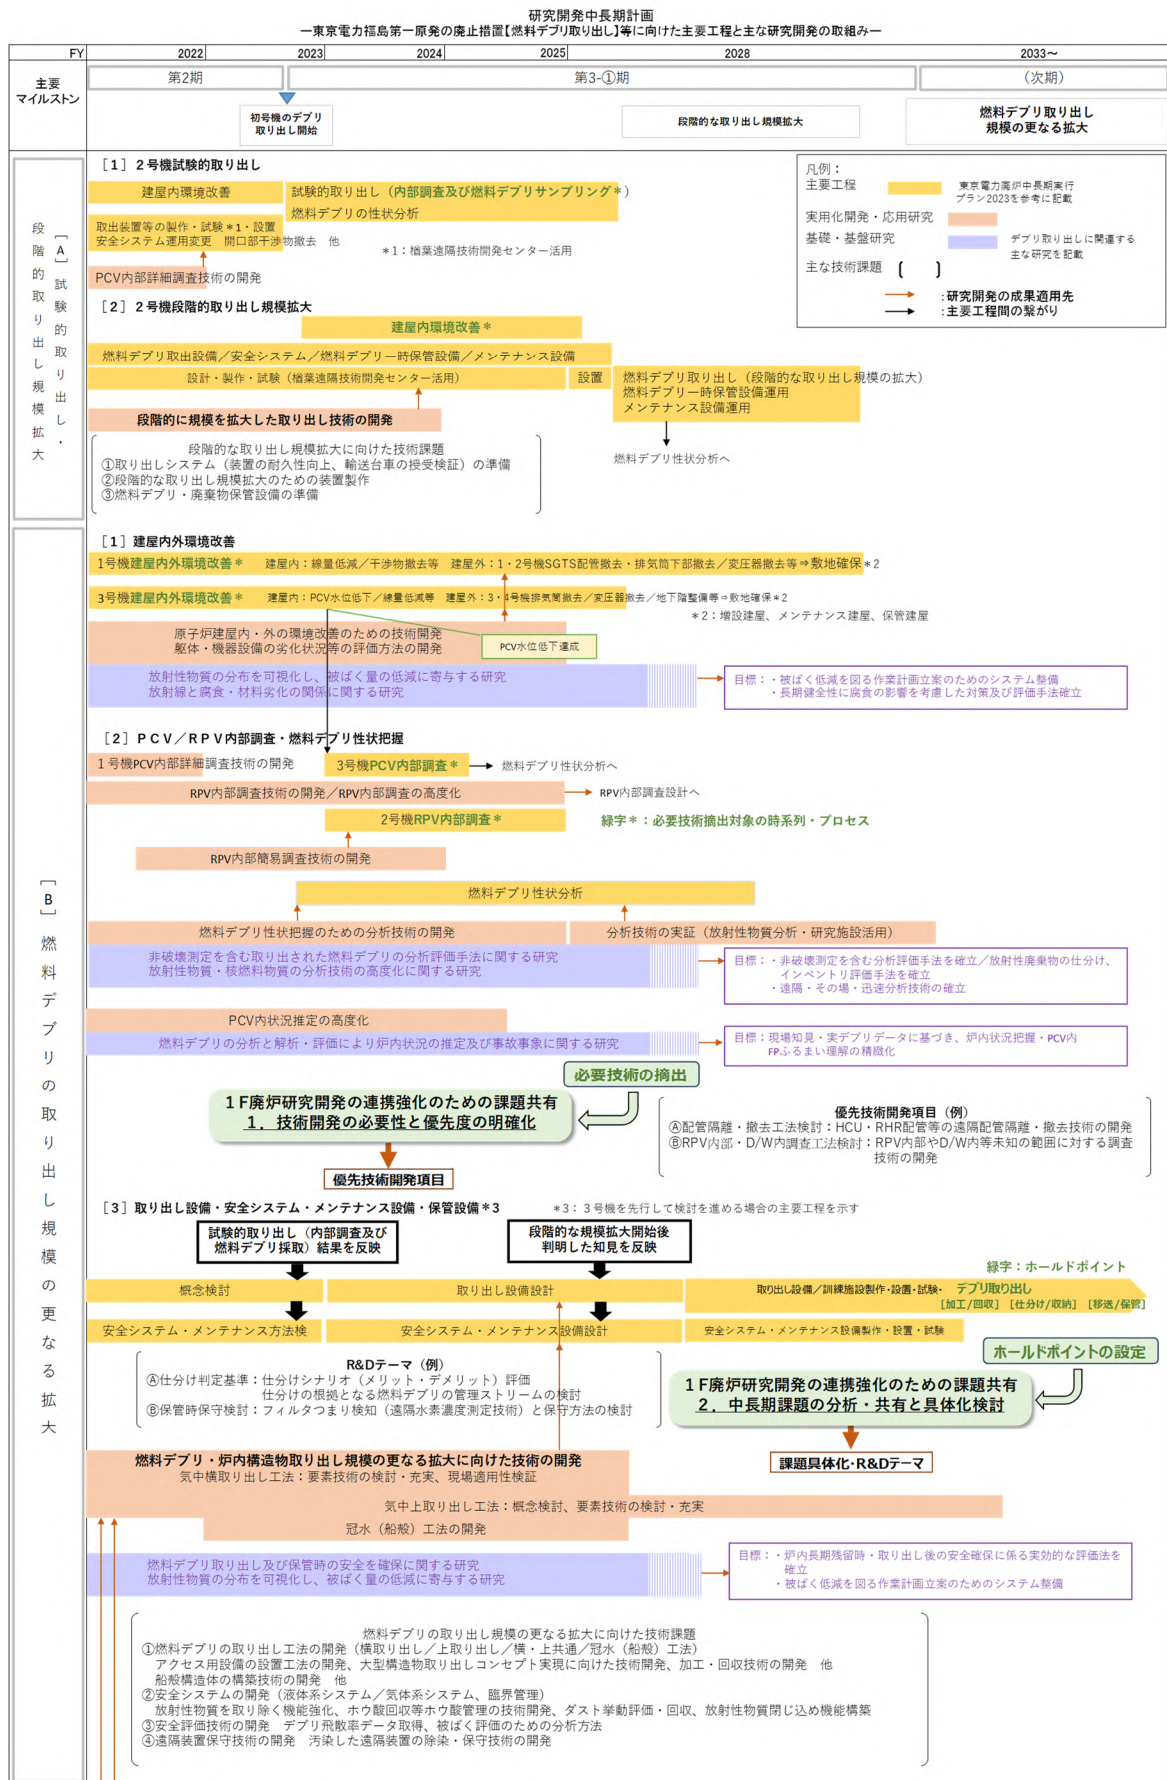 研究開発中長期計画
ー東京電力福島第一原発の廃止措置【燃料デブリ取り出し】等に向けた主要工程と主な研究開発の取組みー
FY 2022 2023 2024 2025 2028 2033～
主要
マイルストン
第2期 第3-①期 (次期)
初号機のデブリ
取り出し開始
段階的な取り出し規模拡大
燃料デブリ取り出し
規模の更なる拡大
[A] 試験的取り出し・
段階的取り出し規模拡大
[1] 2号機試験的取り出し
建屋内環境改善
試験的取り出し（内部調査及び燃料デブリサンプリング＊）
燃料デブリの性状分析
取出装置等の製作・試験＊1・設置
安全システム運用変更　開口部干渉物撤去　他
＊1：楢葉遠隔技術開発センター活用
PCV内部詳細調査技術の開発
凡例：
主要工程 東京電力廃炉中長期実行
プラン2023を参考に記載
実用化開発・応用研究
基礎・基盤研究 デブリ取り出しに関連する
主な研究を記載
主な技術課題 ( )
:研究開発の成果適用先
:主要工程間の繋がり
[2] 2号機段階的取り出し規模拡大
建屋内環境改善＊
燃料デブリ取出設備／安全システム／燃料デブリ一時保管設備／メンテナンス設備
設計・製作・試験（楢葉遠隔技術開発センター活用）
設置
燃料デブリ取り出し（段階的な取り出し規模の拡大）
燃料デブリ一時保管設備運用
メンテナンス設備運用
段階的に規模を拡大した取り出し技術の開発
段階的な取り出し規模拡大に向けた技術課題
①取り出しシステム（装置の耐久性向上、輸送台車の授受検証）の準備
②段階的な取り出し規模拡大のための装置製作
③燃料デブリ・廃棄物保管設備の準備
燃料デブリ性状分析へ
[B] 燃料デブリの取り出し規模の更なる拡大
[1] 建屋内外環境改善
1号機建屋内外環境改善＊　建屋内：線量低減／干渉物撤去等　建屋外：1・2号機SGTS配管撤去・排気筒下部撤去／変圧器撤去等⇒敷地確保＊2
3号機建屋内外環境改善＊　建屋内：PCV水位低下／線量低減等　建屋外：3・4号機排気筒撤去／変圧器撤去／地下階整備等⇒敷地確保＊2
＊2：増設建屋、メンテナンス建屋、保管建屋
原子炉建屋内・外の環境改善のための技術開発
躯体・機器設備の劣化状況等の評価方法の開発
PCV水位低下達成
放射性物質の分布を可視化し、被ばく量の低減に寄与する研究
放射線と腐食・材料劣化の関係に関する研究
目標：・被ばく低減を図る作業計画立案のためのシステム整備
・長期健全性に腐食の影響を考慮した対策及び評価手法確立
[2] PCV／RPV内部調査・燃料デブリ性状把握
1号機PCV内部詳細調査技術の開発
3号機PCV内部調査＊
燃料デブリ性状分析へ
RPV内部調査技術の開発／RPV内部調査の高度化
RPV内部調査設計へ
2号機RPV内部調査＊
緑字＊：必要技術摘出対象の時系列・プロセス
RPV内部簡易調査技術の開発
燃料デブリ性状分析
燃料デブリ性状把握のための分析技術の開発
分析技術の実証（放射性物質分析・研究施設活用）
非破壊測定を含む取り出された燃料デブリの分析評価手法に関する研究
放射性物質・核燃料物質の分析技術の高度化に関する研究
目標：・非破壊測定を含む分析評価手法を確立／放射性廃棄物の仕分け、
インベントリ評価手法を確立
・遠隔・その場・迅速分析技術の確立
PCV内状況推定の高度化
燃料デブリの分析と解析・評価により炉内状況の推定及び事故事象に関する研究
目標：現場知見・実デブリデータに基づき、炉内状況把握・PCV内
FPふるまい理解の精緻化
必要技術の摘出
1F廃炉研究開発の連携強化のための課題共有
1．技術開発の必要性と優先度の明確化
優先技術開発項目
優先技術開発項目（例）
Ⓐ配管隔離・撤去工法検討：HCU・RHR配管等の遠隔配管隔離・撤去技術の開発
ⒷRPV内部・D/W内調査工法検討：RPV内部やD/W内等未知の範囲に対する調査
技術の開発
[3] 取り出し設備・安全システム・メンテナンス設備・保管設備＊3
＊3：3号機を先行して検討を進める場合の主要工程を示す
試験的取り出し（内部調査及び
燃料デブリ採取）結果を反映
段階的な規模拡大開始後
判明した知見を反映
緑字：ホールドポイント
概念検討
取り出し設備設計
取り出し設備／訓練施設製作・設置・試験・ デブリ取り出し
[加工/回収] [仕分け/収納] [移送/保管]
安全システム・メンテナンス方法検
安全システム・メンテナンス設備設計
安全システム・メンテナンス設備製作・設置・試験
R&Dテーマ（例）
Ⓐ仕分け判定基準：仕分けシナリオ（メリット・デメリット）評価
仕分けの根拠となる燃料デブリの管理ストリームの検討
Ⓑ保管時保守検討：フィルタつまり検知（遠隔水素濃度測定技術）と保守方法の検討
ホールドポイントの設定
1F廃炉研究開発の連携強化のための課題共有
2．中長期課題の分析・共有と具体化検討
課題具体化・R&Dテーマ
燃料デブリ・炉内構造物取り出し規模の更なる拡大に向けた技術の開発
気中横取り出し工法：要素技術の検討・充実、現場適用性検証
気中上取り出し工法：概念検討、要素技術の検討・充実
冠水（船殻）工法の開発
燃料デブリ取り出し及び保管時の安全を確保に関する研究
放射性物質の分布を可視化し、被ばく量の低減に寄与する研究
目標：・炉内長期残留時・取り出し後の安全確保に係る実効的な評価法を
確立
・被ばく低減を図る作業計画立案のためのシステム整備
燃料デブリ取り出し規模の更なる拡大に向けた技術課題
①燃料デブリの取り出し工法の開発（横取り出し／上取り出し／横・上共通／冠水（船殻）工法）
アクセス用設備の設置工法の開発、大型構造物取り出しコンセプト実現に向けた技術開発、加工・回収技術の開発　他
船殻構造体の構築技術の開発　他
②安全システムの開発（液体系システム／気体系システム、臨界管理）
放射性物質を取り除く機能強化、ホウ酸回収等ホウ酸管理の技術開発、ダスト挙動評価・回収、放射性物質閉じ込め機能構築
③安全評価技術の開発　デブリ飛散率データ取得、被ばく評価のための分析方法
④遠隔装置保守技術の開発　汚染した遠隔装置の除染・保守技術の開発